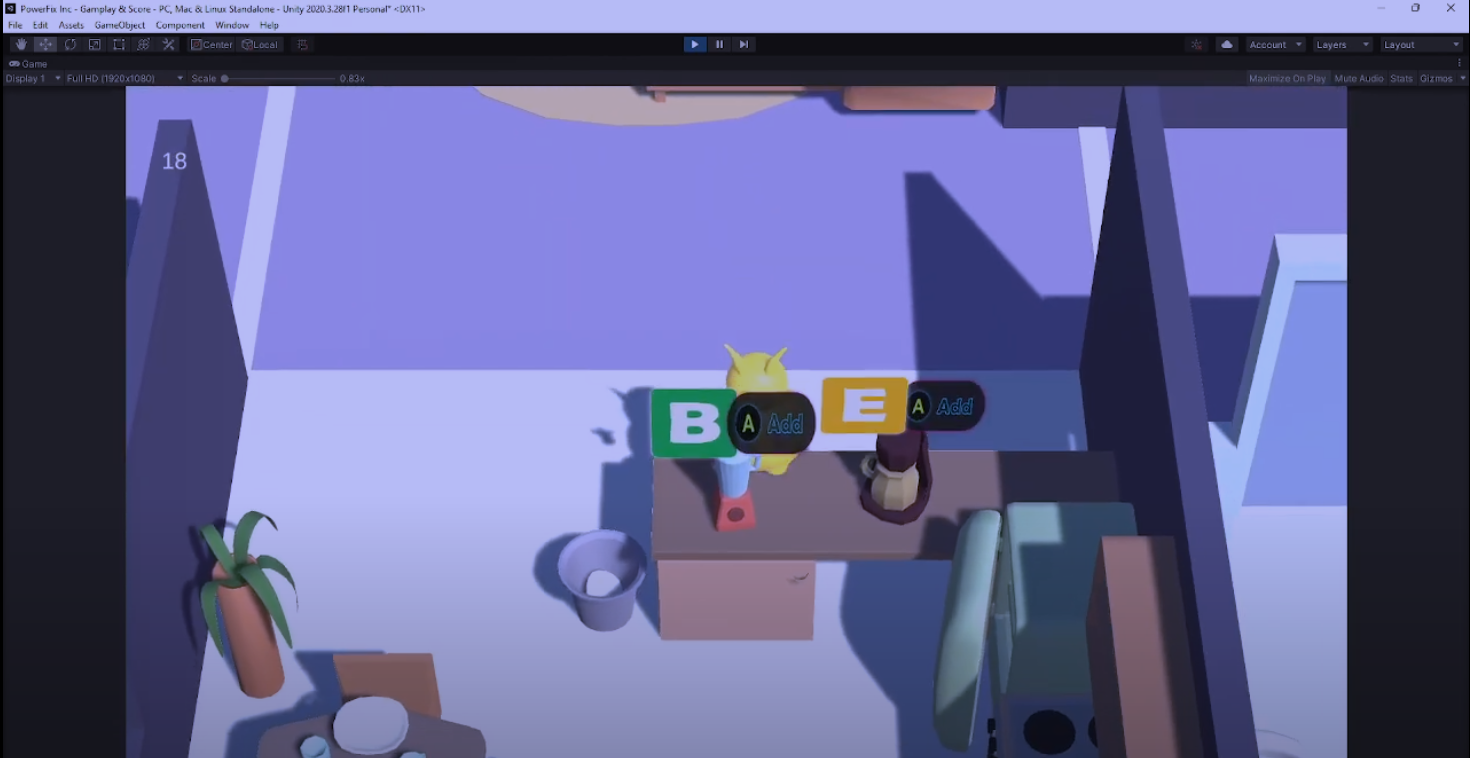 PowerFix Inc - Gamplay & Score - PC, Mac & Linux Standalone - Unity 2020.3.28f1 Personal* <DX11>
File Edit Assets GameObject Component Window Help
Center Local Account Layers Layout
Game
Display 1 Full HD (1920x1080) Scale 0.83x Maximize On Play Mute Audio Stats Gizmos
18
B A Add E A Add